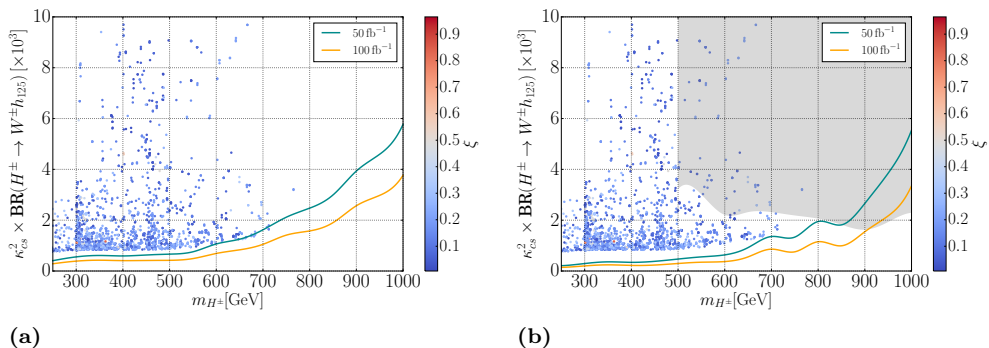 10
8
6
4
2
0
κ²cs × BR(H± → W±h125) [×10³]
300 400 500 600 700 800 900 1000
mH±[GeV]
50 fb⁻¹
100 fb⁻¹
0.9
0.8
0.7
0.6
0.5
0.4
0.3
0.2
0.1
ξ
(a)
10
8
6
4
2
0
κ²cs × BR(H± → W±h125) [×10³]
300 400 500 600 700 800 900 1000
mH±[GeV]
50 fb⁻¹
100 fb⁻¹
0.9
0.8
0.7
0.6
0.5
0.4
0.3
0.2
0.1
ξ
(b)